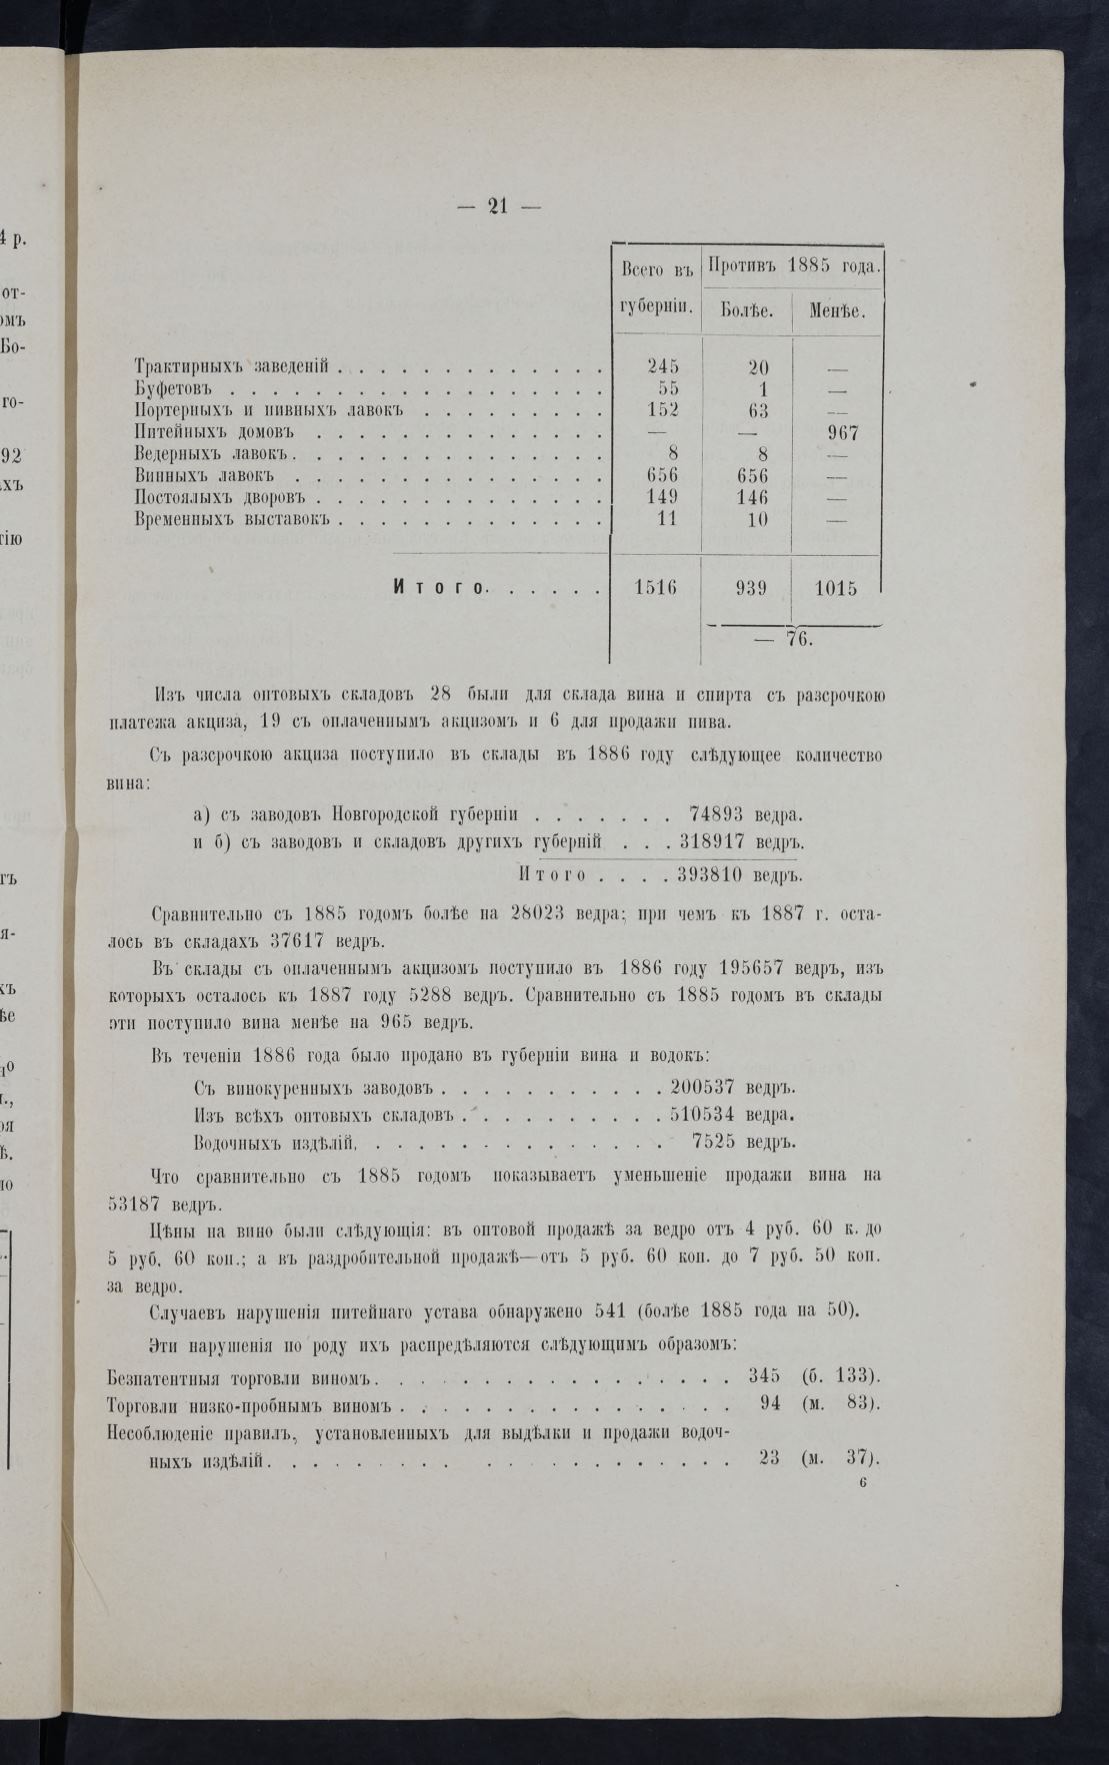 — 21 —
Всего въ губерніи. Противъ 1885 года.
Болѣе. Менѣе.
Трактирныхъ заведеній . . . . . . . . . . . . . 245 20 —
Буфетовъ . . . . . . . . . . . . . . . . . . 55 1 —
Портерныхъ и пивныхъ лавокъ . . . . . . . . . 152 63 —
Питейныхъ домовъ . . . . . . . . . . . . . . — — 967
Ведерныхъ лавокъ . . . . . . . . . . . . . . . 8 8 —
Винныхъ лавокъ . . . . . . . . . . . . . . . 656 656 —
Постоялыхъ дворовъ . . . . . . . . . . . . . . 149 146 —
Временныхъ выставокъ . . . . . . . . . . . . . 11 10 —
Итого. . . . . . 1516 939 1015
— 76.
Изъ числа оптовыхъ складовъ 28 были для склада вина и спирта съ разсрочкою
платежа акциза, 19 съ оплаченнымъ акцизомъ и 6 для продажи пива.
Съ разсрочкою акциза поступило въ склады въ 1886 году слѣдующее количество
вина:
а) съ заводовъ Новгородской губерніи . . . . . . . 74893 ведра.
и б) съ заводовъ и складовъ другихъ губерній . . . 318917 ведръ.
Итого . . . . 393810 ведръ.
Сравнительно съ 1885 годомъ болѣе на 28023 ведра; при чемъ къ 1887 г. оста-
лось въ складахъ 37617 ведръ.
Въ склады съ оплаченнымъ акцизомъ поступило въ 1886 году 195657 ведръ, изъ
которыхъ осталось къ 1887 году 5288 ведръ. Сравнительно съ 1885 годомъ въ склады
эти поступило вина менѣе на 965 ведръ.
Въ теченіи 1886 года было продано въ губерніи вина и водокъ:
Съ винокуренныхъ заводовъ . . . . . . . . . . . 200537 ведръ.
Изъ всѣхъ оптовыхъ складовъ . . . . . . . . . . 510534 ведра.
Водочныхъ издѣлій. . . . . . . . . . . . . . . 7525 ведръ.
Что сравнительно съ 1885 годомъ показываетъ уменьшеніе продажи вина на
53187 ведръ.
Цѣны на вино были слѣдующія: въ оптовой продажѣ за ведро отъ 4 руб. 60 к. до
5 руб. 60 коп.; а въ раздробительной продажѣ—отъ 5 руб. 60 коп. до 7 руб. 50 коп.
за ведро.
Случаевъ нарушенія питейнаго устава обнаружено 541 (болѣе 1885 года на 50).
Эти нарушенія по роду ихъ распредѣляются слѣдующимъ образомъ:
Безпатентныя торговли виномъ. . . . . . . . . . . . . . . . . . 345 (б. 133).
Торговли низко-пробнымъ виномъ . . . . . . . . . . . . . . . . 94 (м. 83).
Несоблюденіе правилъ, установленныхъ для выдѣлки и продажи водоч-
ныхъ издѣлій. . . . . . . . . . . . . . . . . . . . . . . 23 (м. 37).
6